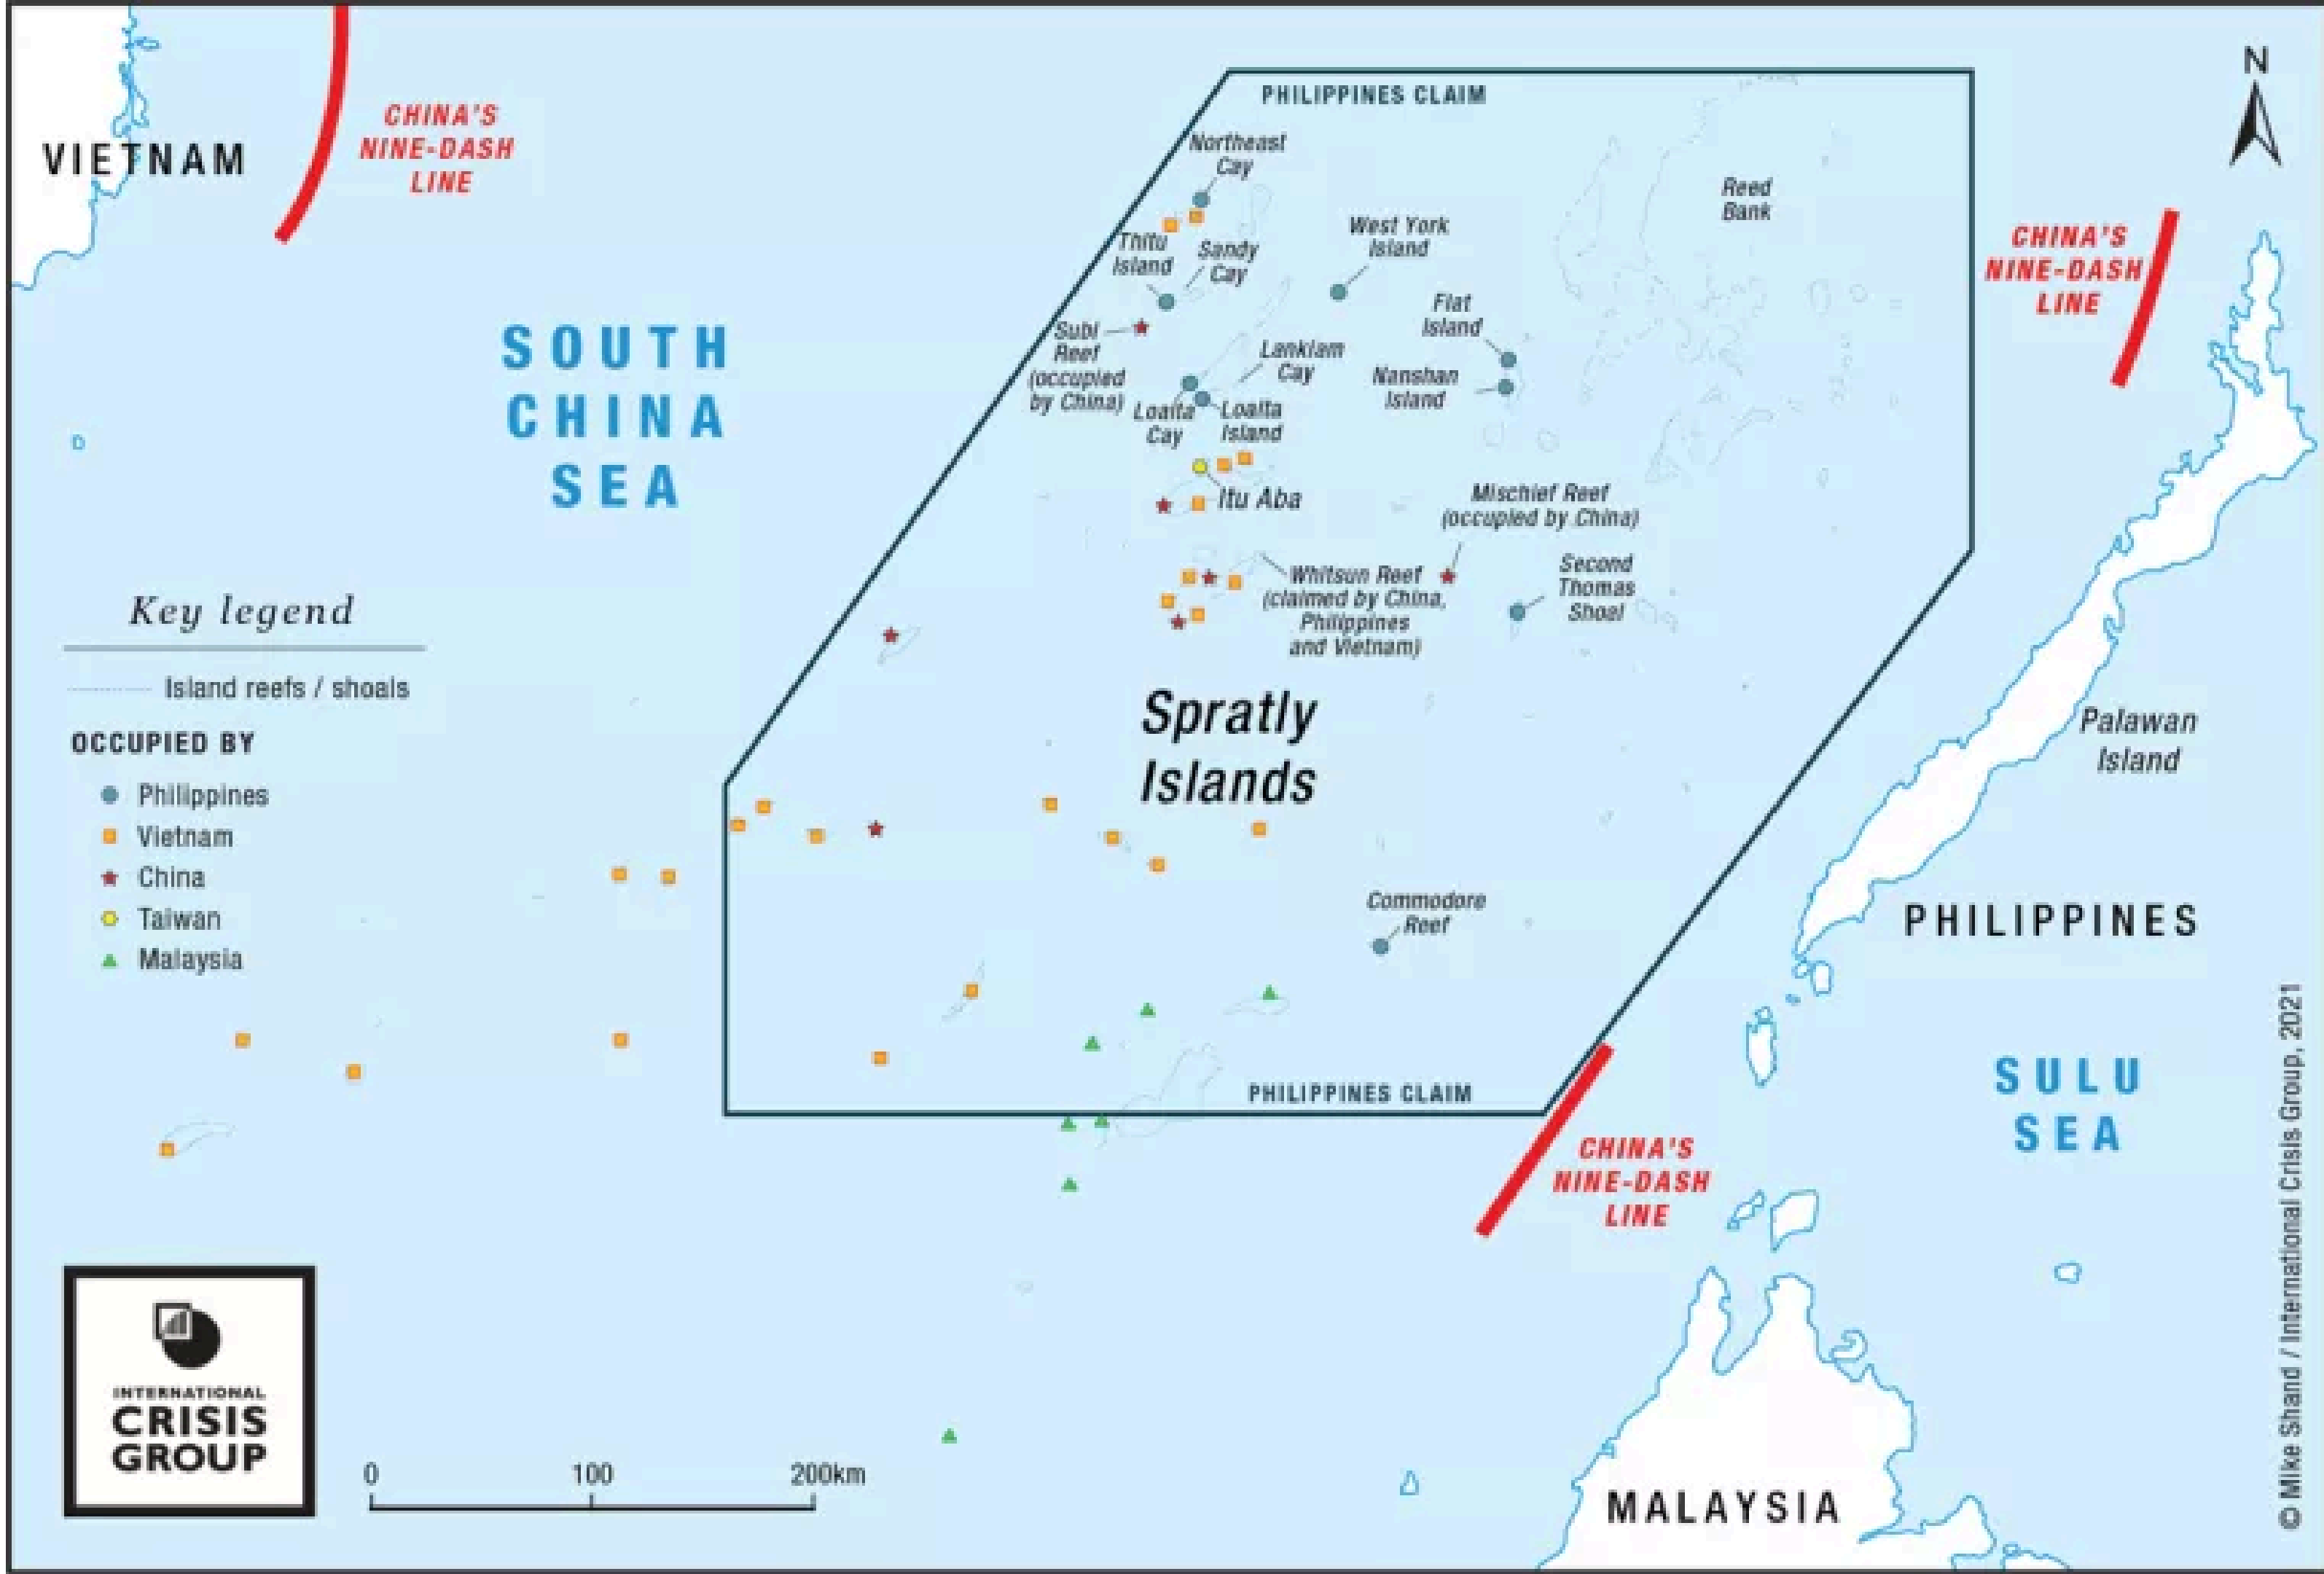 VIETNAM
CHINA'S
NINE-DASH
LINE
SOUTH
CHINA
SEA
PHILIPPINES CLAIM
Northeast
Cay
Thitu
Island
Sandy
Cay
West York
Island
Reed
Bank
Subi
Reef
(occupied
by China)
Flat
Island
Lankiam
Cay
Nanshan
Island
Loaita
Cay
Loaita
Island
Itu Aba
Mischief Reef
(occupied by China)
Whitsun Reef
(claimed by China,
Philippines
and Vietnam)
Second
Thomas
Shoal
Spratly
Islands
Commodore
Reef
PHILIPPINES CLAIM
N
CHINA'S
NINE-DASH
LINE
Palawan
Island
PHILIPPINES
SULU
SEA
CHINA'S
NINE-DASH
LINE
MALAYSIA
Key legend
Island reefs / shoals
OCCUPIED BY
Philippines
Vietnam
China
Taiwan
Malaysia
INTERNATIONAL
CRISIS
GROUP
0 100 200km
© Mike Shand / International Crisis Group, 2021